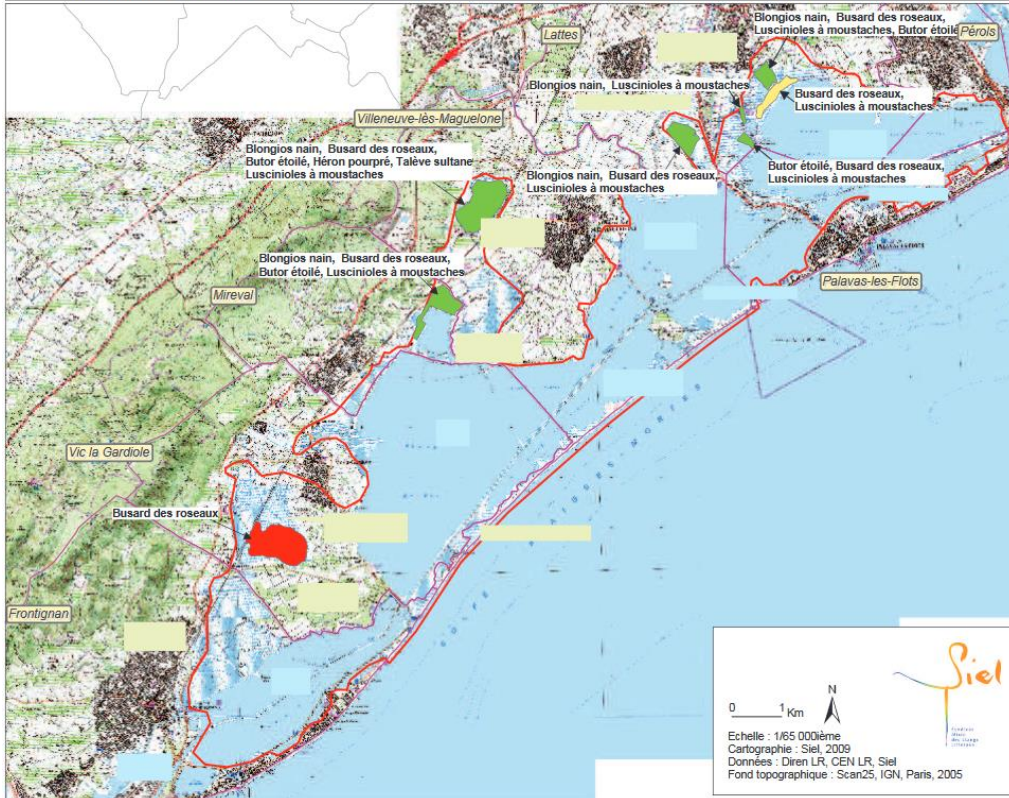 Blongios nain, Busard des roseaux,
Luscinioles à moustaches, Butor étoilé
Pérols
Lattes
Blongios nain, Luscinioles à moustaches
Busard des roseaux,
Luscinioles à moustaches
Villeneuve-lès-Maguelone
Blongios nain, Busard des roseaux,
Butor étoilé, Héron pourpré, Talève sultane
Luscinioles à moustaches
Blongios nain, Busard des roseaux,
Luscinioles à moustaches
Butor étoilé, Busard des roseaux,
Luscinioles à moustaches
Blongios nain, Busard des roseaux,
Butor étoilé, Luscinioles à moustaches
Mireval
Palavas-les-Flots
Vic la Gardiole
Busard des roseaux
Frontignan
GOLFE D'AIGUES-MORTES
Siel
N
0 1 Km
Echelle : 1/65 000ième
Cartographie : Siel, 2009
Données : Diren LR, CEN LR, Siel
Fond topographique : Scan25, IGN, Paris, 2005